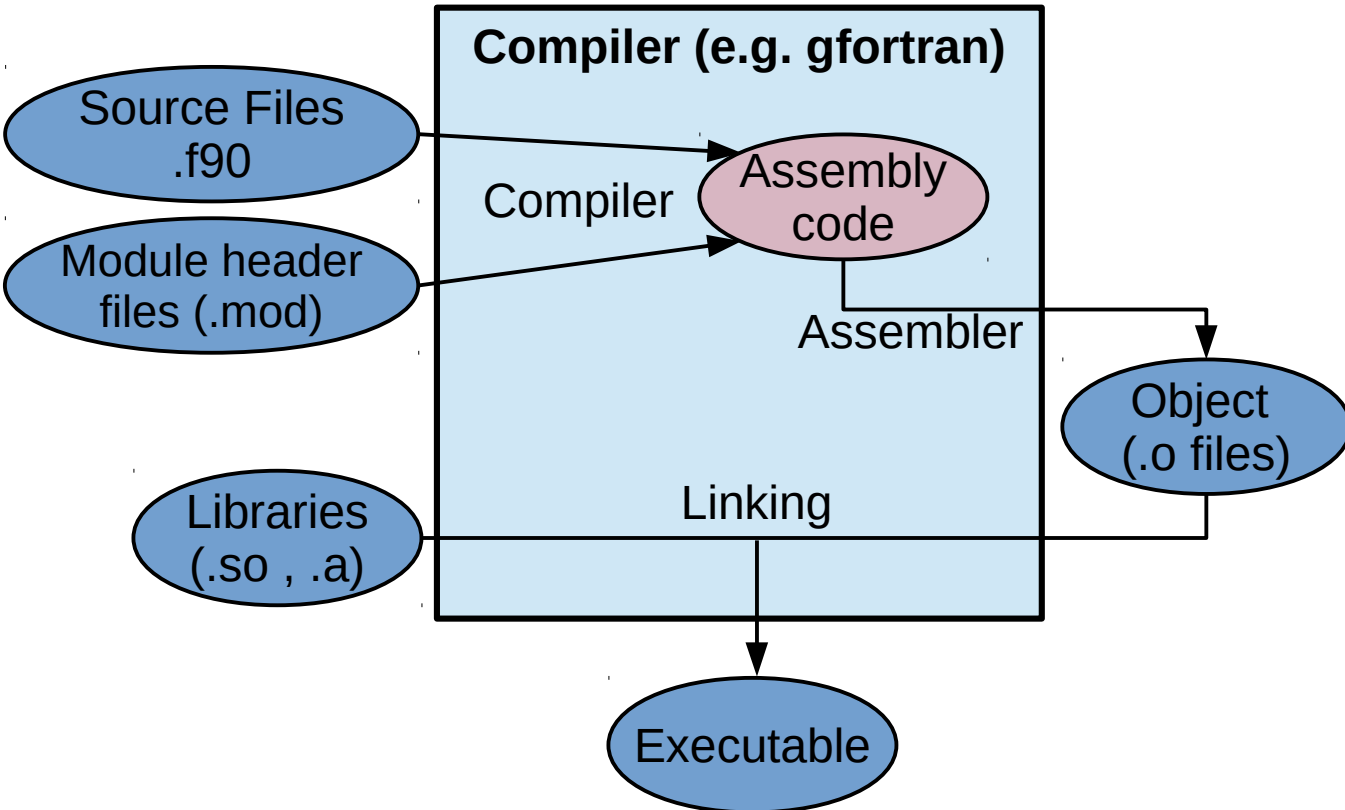 Compiler (e.g. gfortran)
Source Files
.f90
Assembly
code
Compiler
Module header
files (.mod)
Assembler
Object
(.o files)
Linking
Libraries
(.so , .a)
Executable